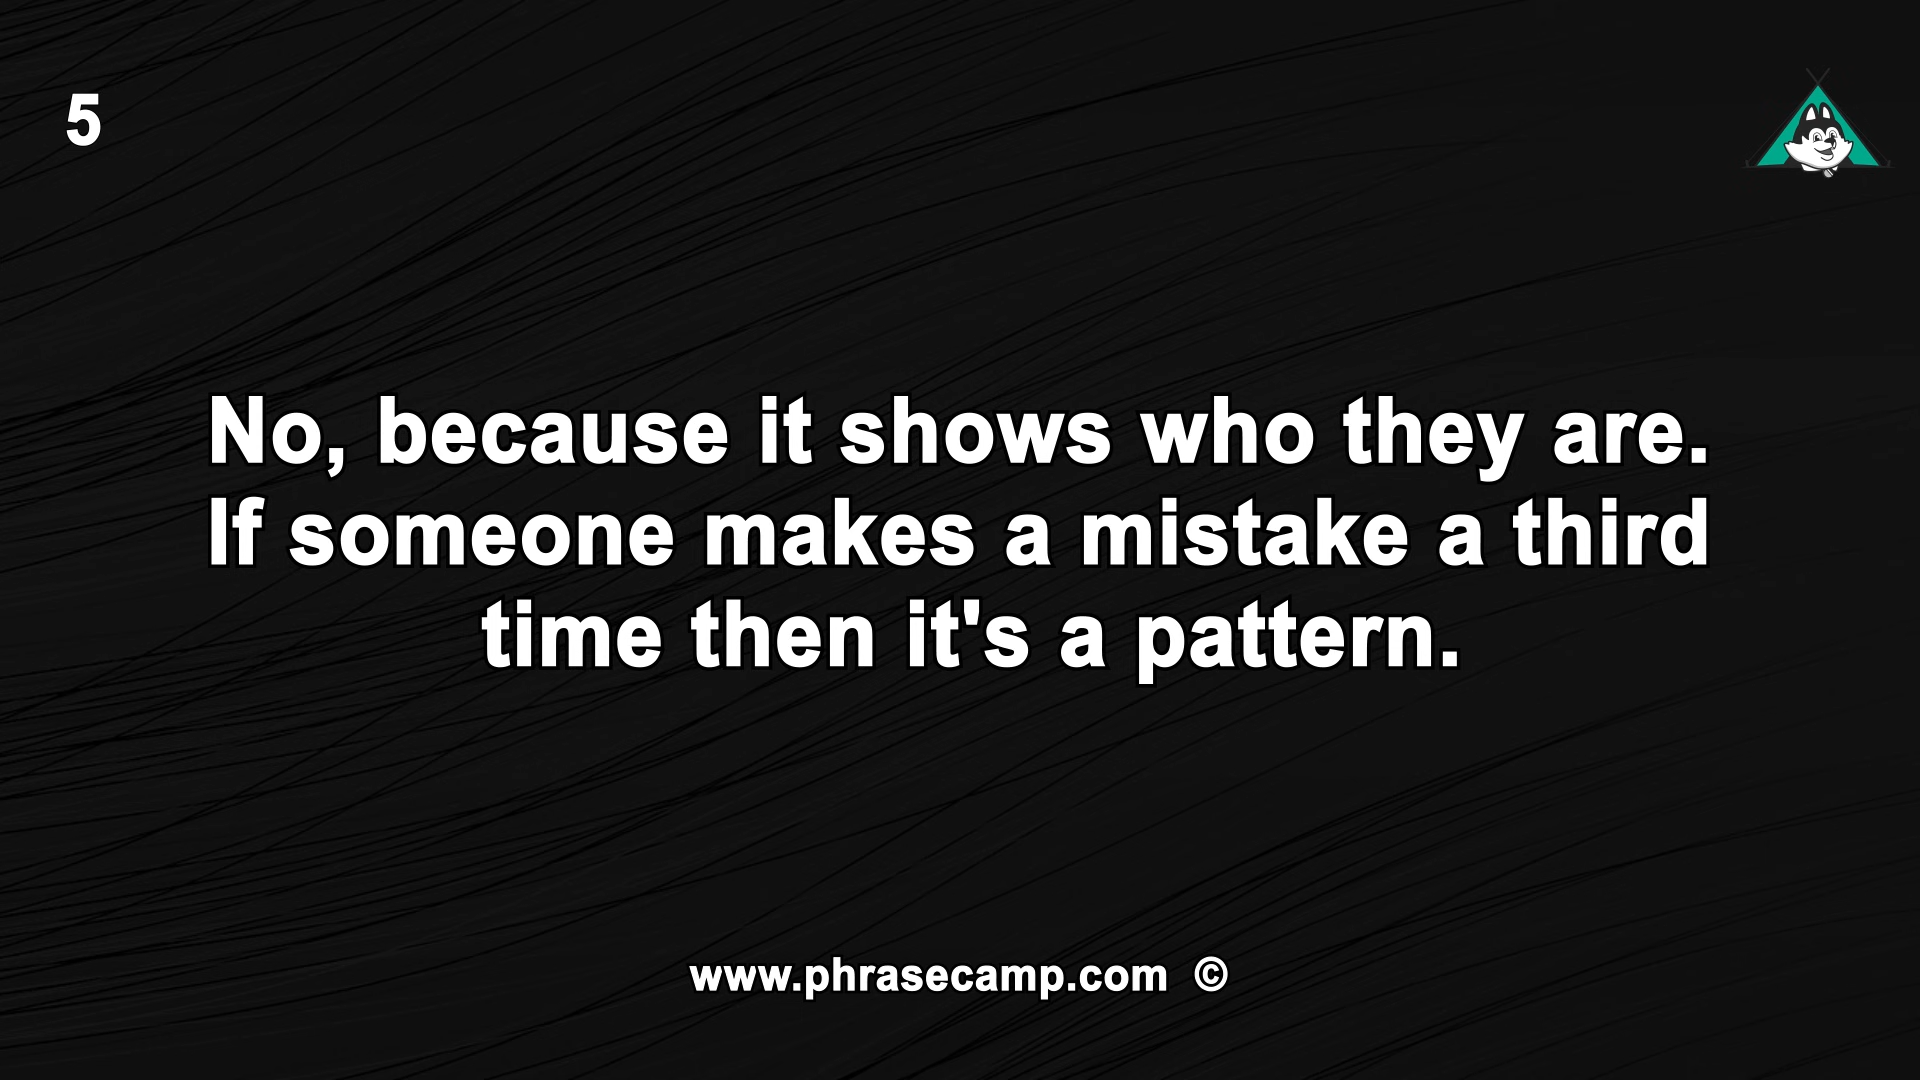 5
No, because it shows who they are.
If someone makes a mistake a third
time then it's a pattern.
www.phrasecamp.com ©